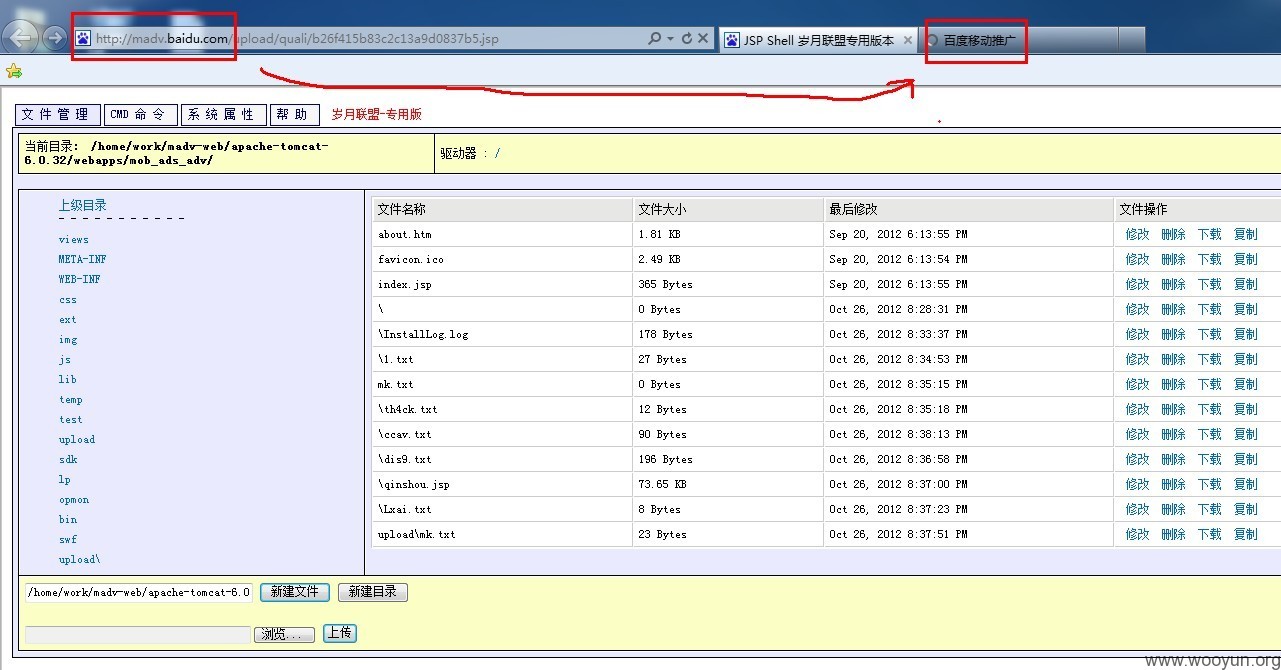 http://madv.baidu.com/upload/quali/b26f415b83c2c13a9d0837b5.jsp
JSP Shell 岁月联盟专用版本
百度移动推广
文件管理 CMD命令 系统属性 帮助 岁月联盟-专用版
当前目录: /home/work/madv-web/apache-tomcat-
6.0.32/webapps/mob_ads_adv/
驱动器 : /
上级目录
- - - - - - - - - - - -
views
META-INF
WEB-INF
css
ext
img
js
lib
temp
test
upload
sdk
lp
opmon
bin
swf
upload\
文件名称 文件大小 最后修改 文件操作
about.htm 1.81 KB Sep 20, 2012 6:13:55 PM 修改 删除 下载 复制
favicon.ico 2.49 KB Sep 20, 2012 6:13:54 PM 修改 删除 下载 复制
index.jsp 365 Bytes Sep 20, 2012 6:13:55 PM 修改 删除 下载 复制
\ 0 Bytes Oct 26, 2012 8:28:31 PM 修改 删除 下载 复制
\InstallLog.log 178 Bytes Oct 26, 2012 8:33:37 PM 修改 删除 下载 复制
\1.txt 27 Bytes Oct 26, 2012 8:34:53 PM 修改 删除 下载 复制
mk.txt 0 Bytes Oct 26, 2012 8:35:15 PM 修改 删除 下载 复制
\th4ck.txt 12 Bytes Oct 26, 2012 8:35:18 PM 修改 删除 下载 复制
\ccav.txt 90 Bytes Oct 26, 2012 8:38:13 PM 修改 删除 下载 复制
\dis9.txt 196 Bytes Oct 26, 2012 8:36:58 PM 修改 删除 下载 复制
\qinshou.jsp 73.65 KB Oct 26, 2012 8:37:00 PM 修改 删除 下载 复制
\Lxai.txt 8 Bytes Oct 26, 2012 8:37:23 PM 修改 删除 下载 复制
upload\mk.txt 23 Bytes Oct 26, 2012 8:37:51 PM 修改 删除 下载 复制
/home/work/madv-web/apache-tomcat-6.0 新建文件 新建目录
浏览... 上传
www.wooyun.org